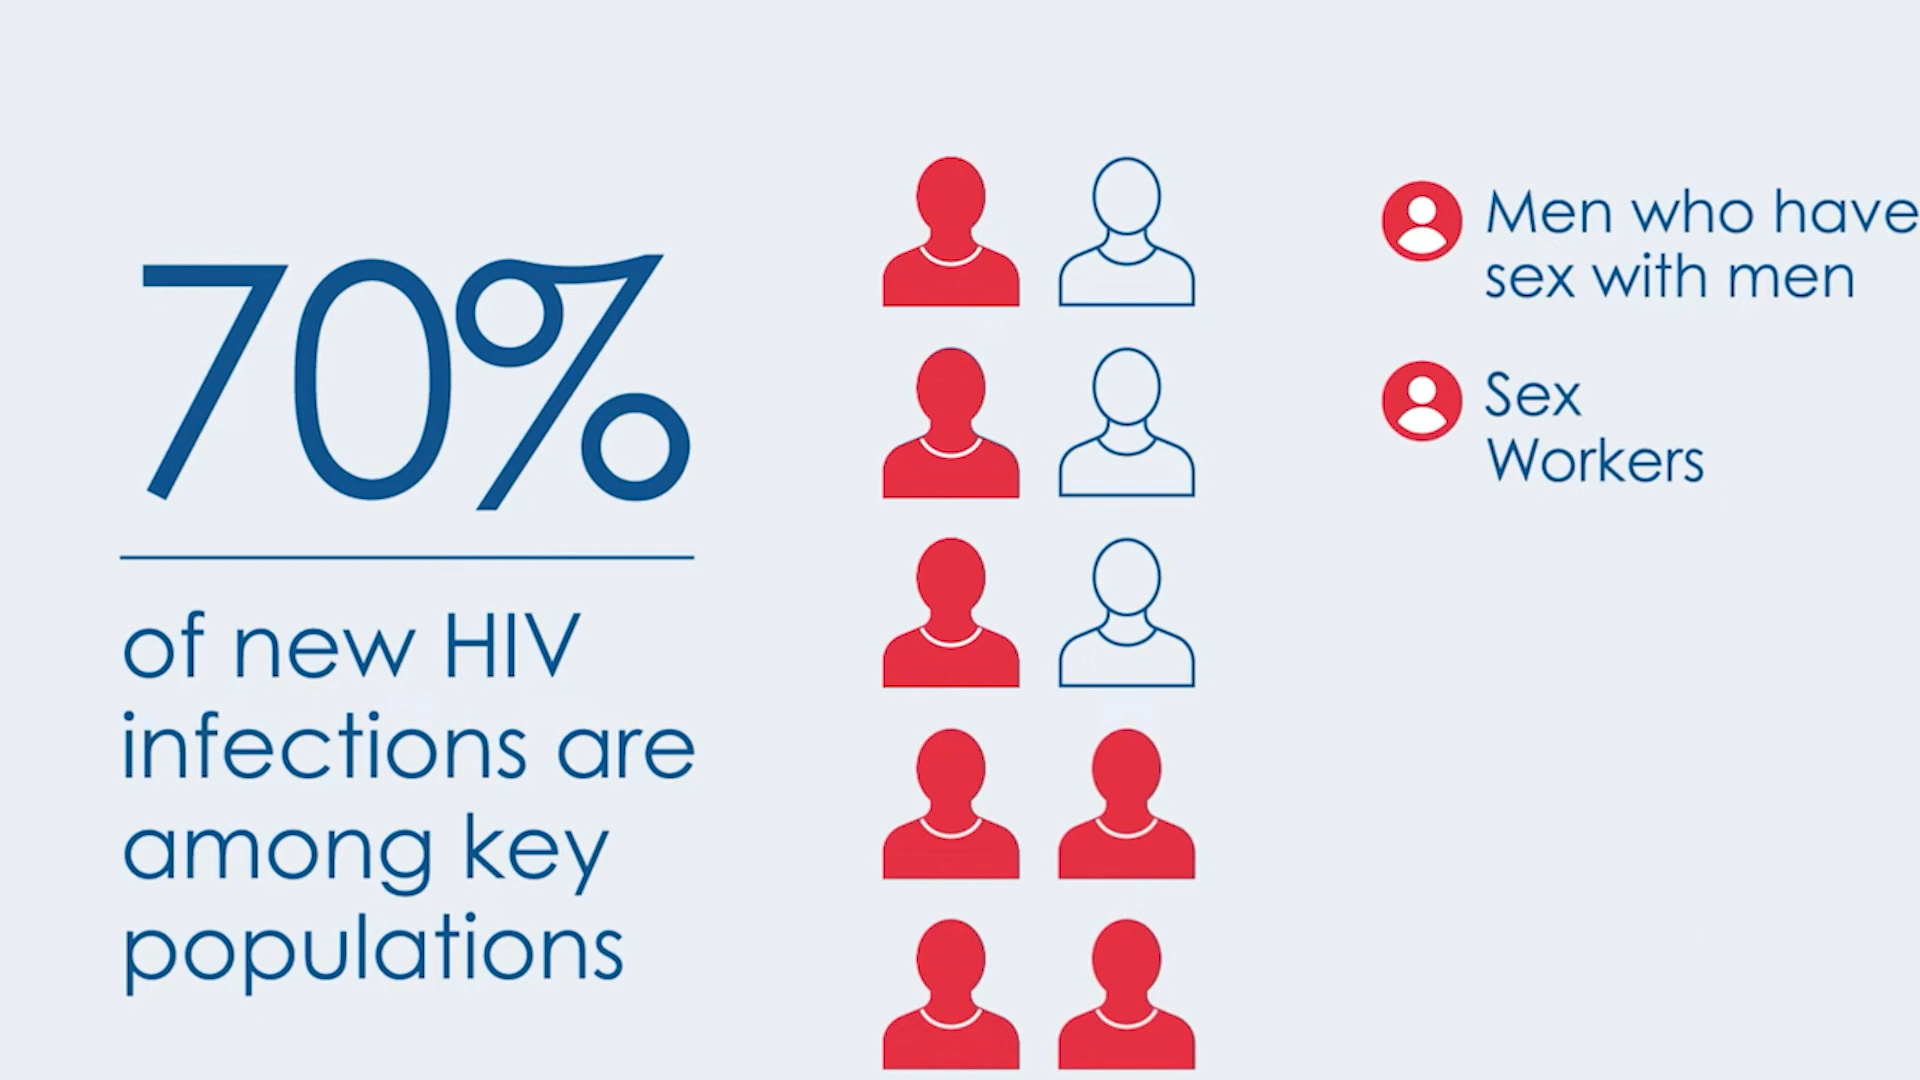 70%
of new HIV
infections are
among key
populations
Men who have
sex with men
Sex
Workers